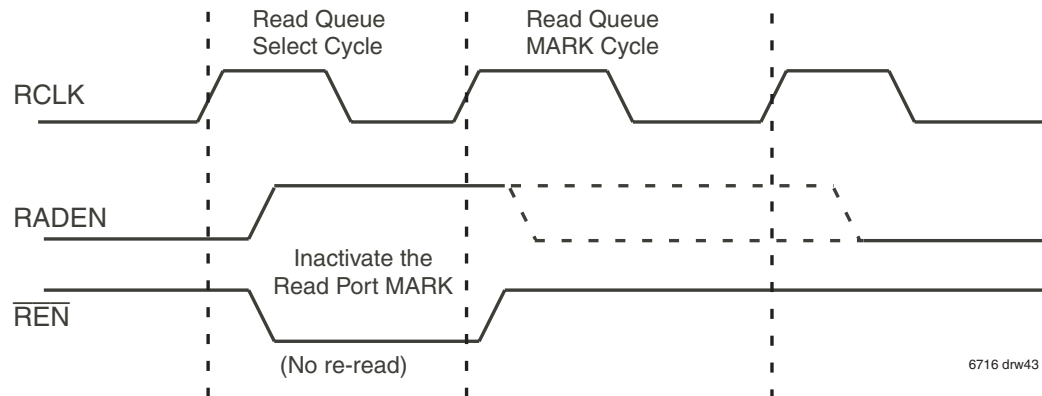 Read Queue
Select Cycle
Read Queue
MARK Cycle
RCLK
RADEN
Inactivate the
Read Port MARK
REN
(No re-read)
6716 drw43